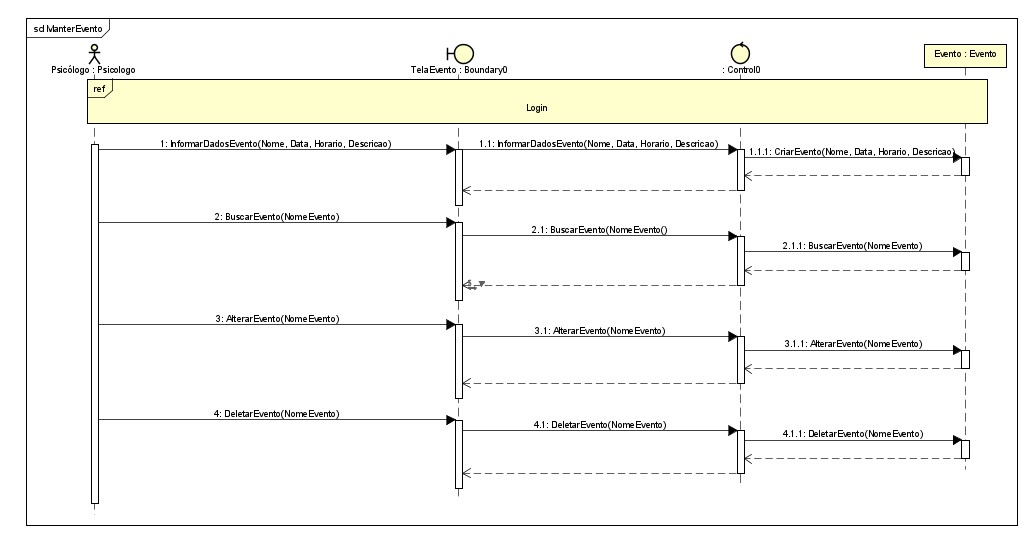 sd ManterEvento
Psicólogo : Psicologo
TelaEvento : Boundary0
: Control0
Evento : Evento
ref
Login
1: InformarDadosEvento(Nome, Data, Horario, Descricao)
1.1: InformarDadosEvento(Nome, Data, Horario, Descricao)
1.1.1: CriarEvento(Nome, Data, Horario, Descricao)
2: BuscarEvento(NomeEvento)
2.1: BuscarEvento(NomeEvento()
2.1.1: BuscarEvento(NomeEvento)
3: AlterarEvento(NomeEvento)
3.1: AlterarEvento(NomeEvento)
3.1.1: AlterarEvento(NomeEvento)
4: DeletarEvento(NomeEvento)
4.1: DeletarEvento(NomeEvento)
4.1.1: DeletarEvento(NomeEvento)